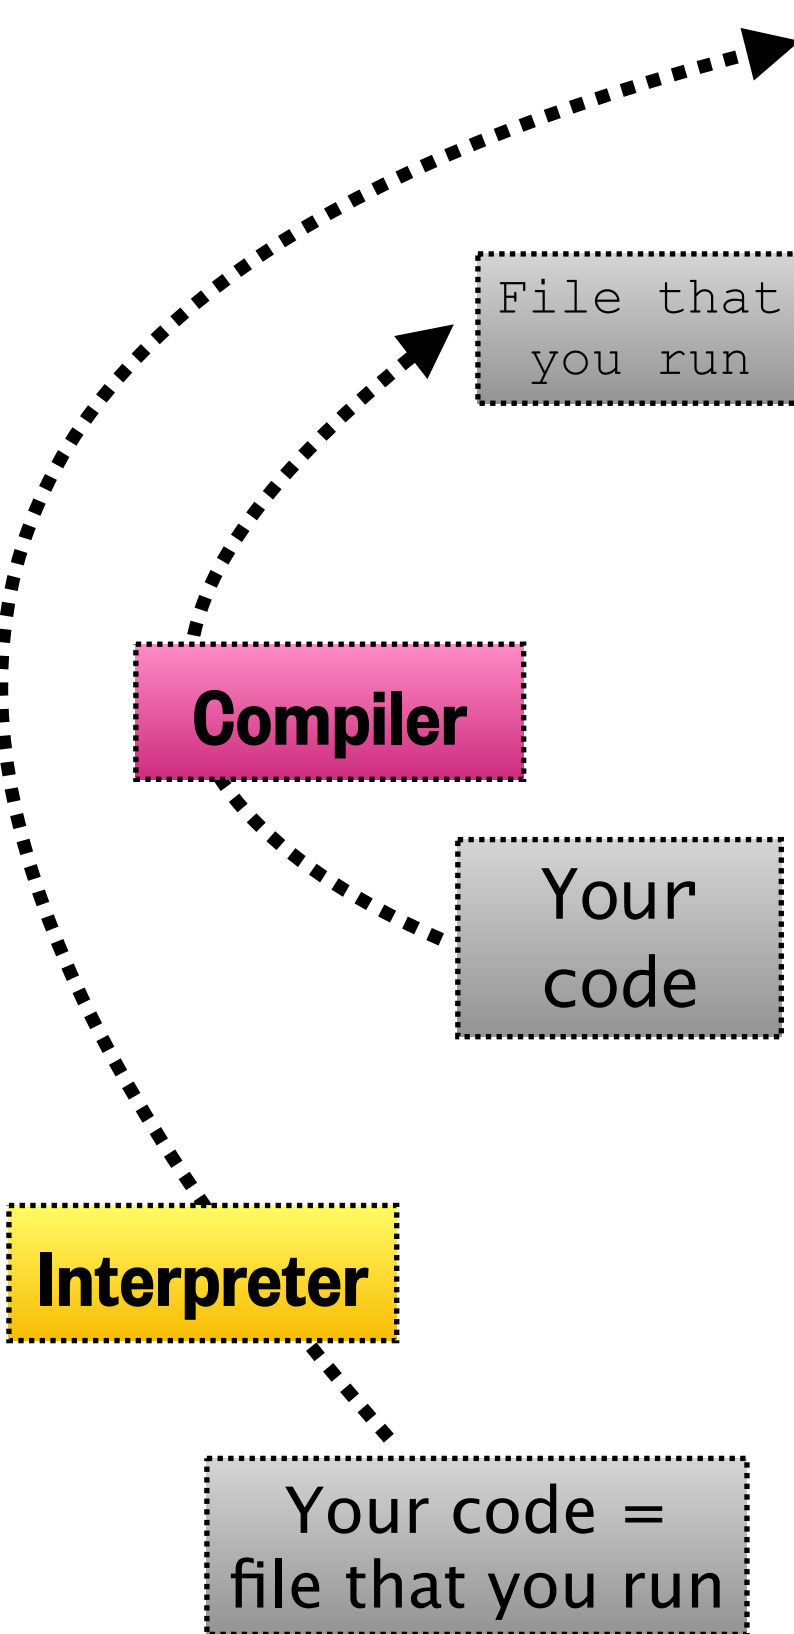 File that
you run
Compiler
Your
code
Interpreter
Your code =
file that you run